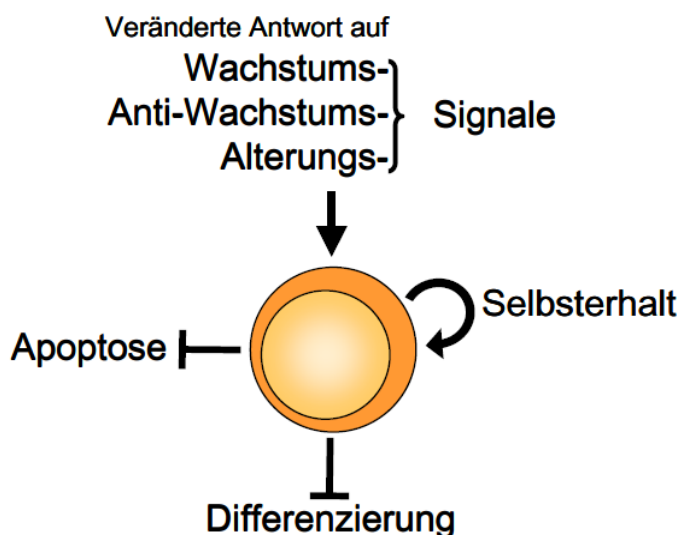 Veränderte Antwort auf
Wachstums-
Anti-Wachstums-
Alterungs-
Signale
Selbsterhalt
Apoptose
Differenzierung